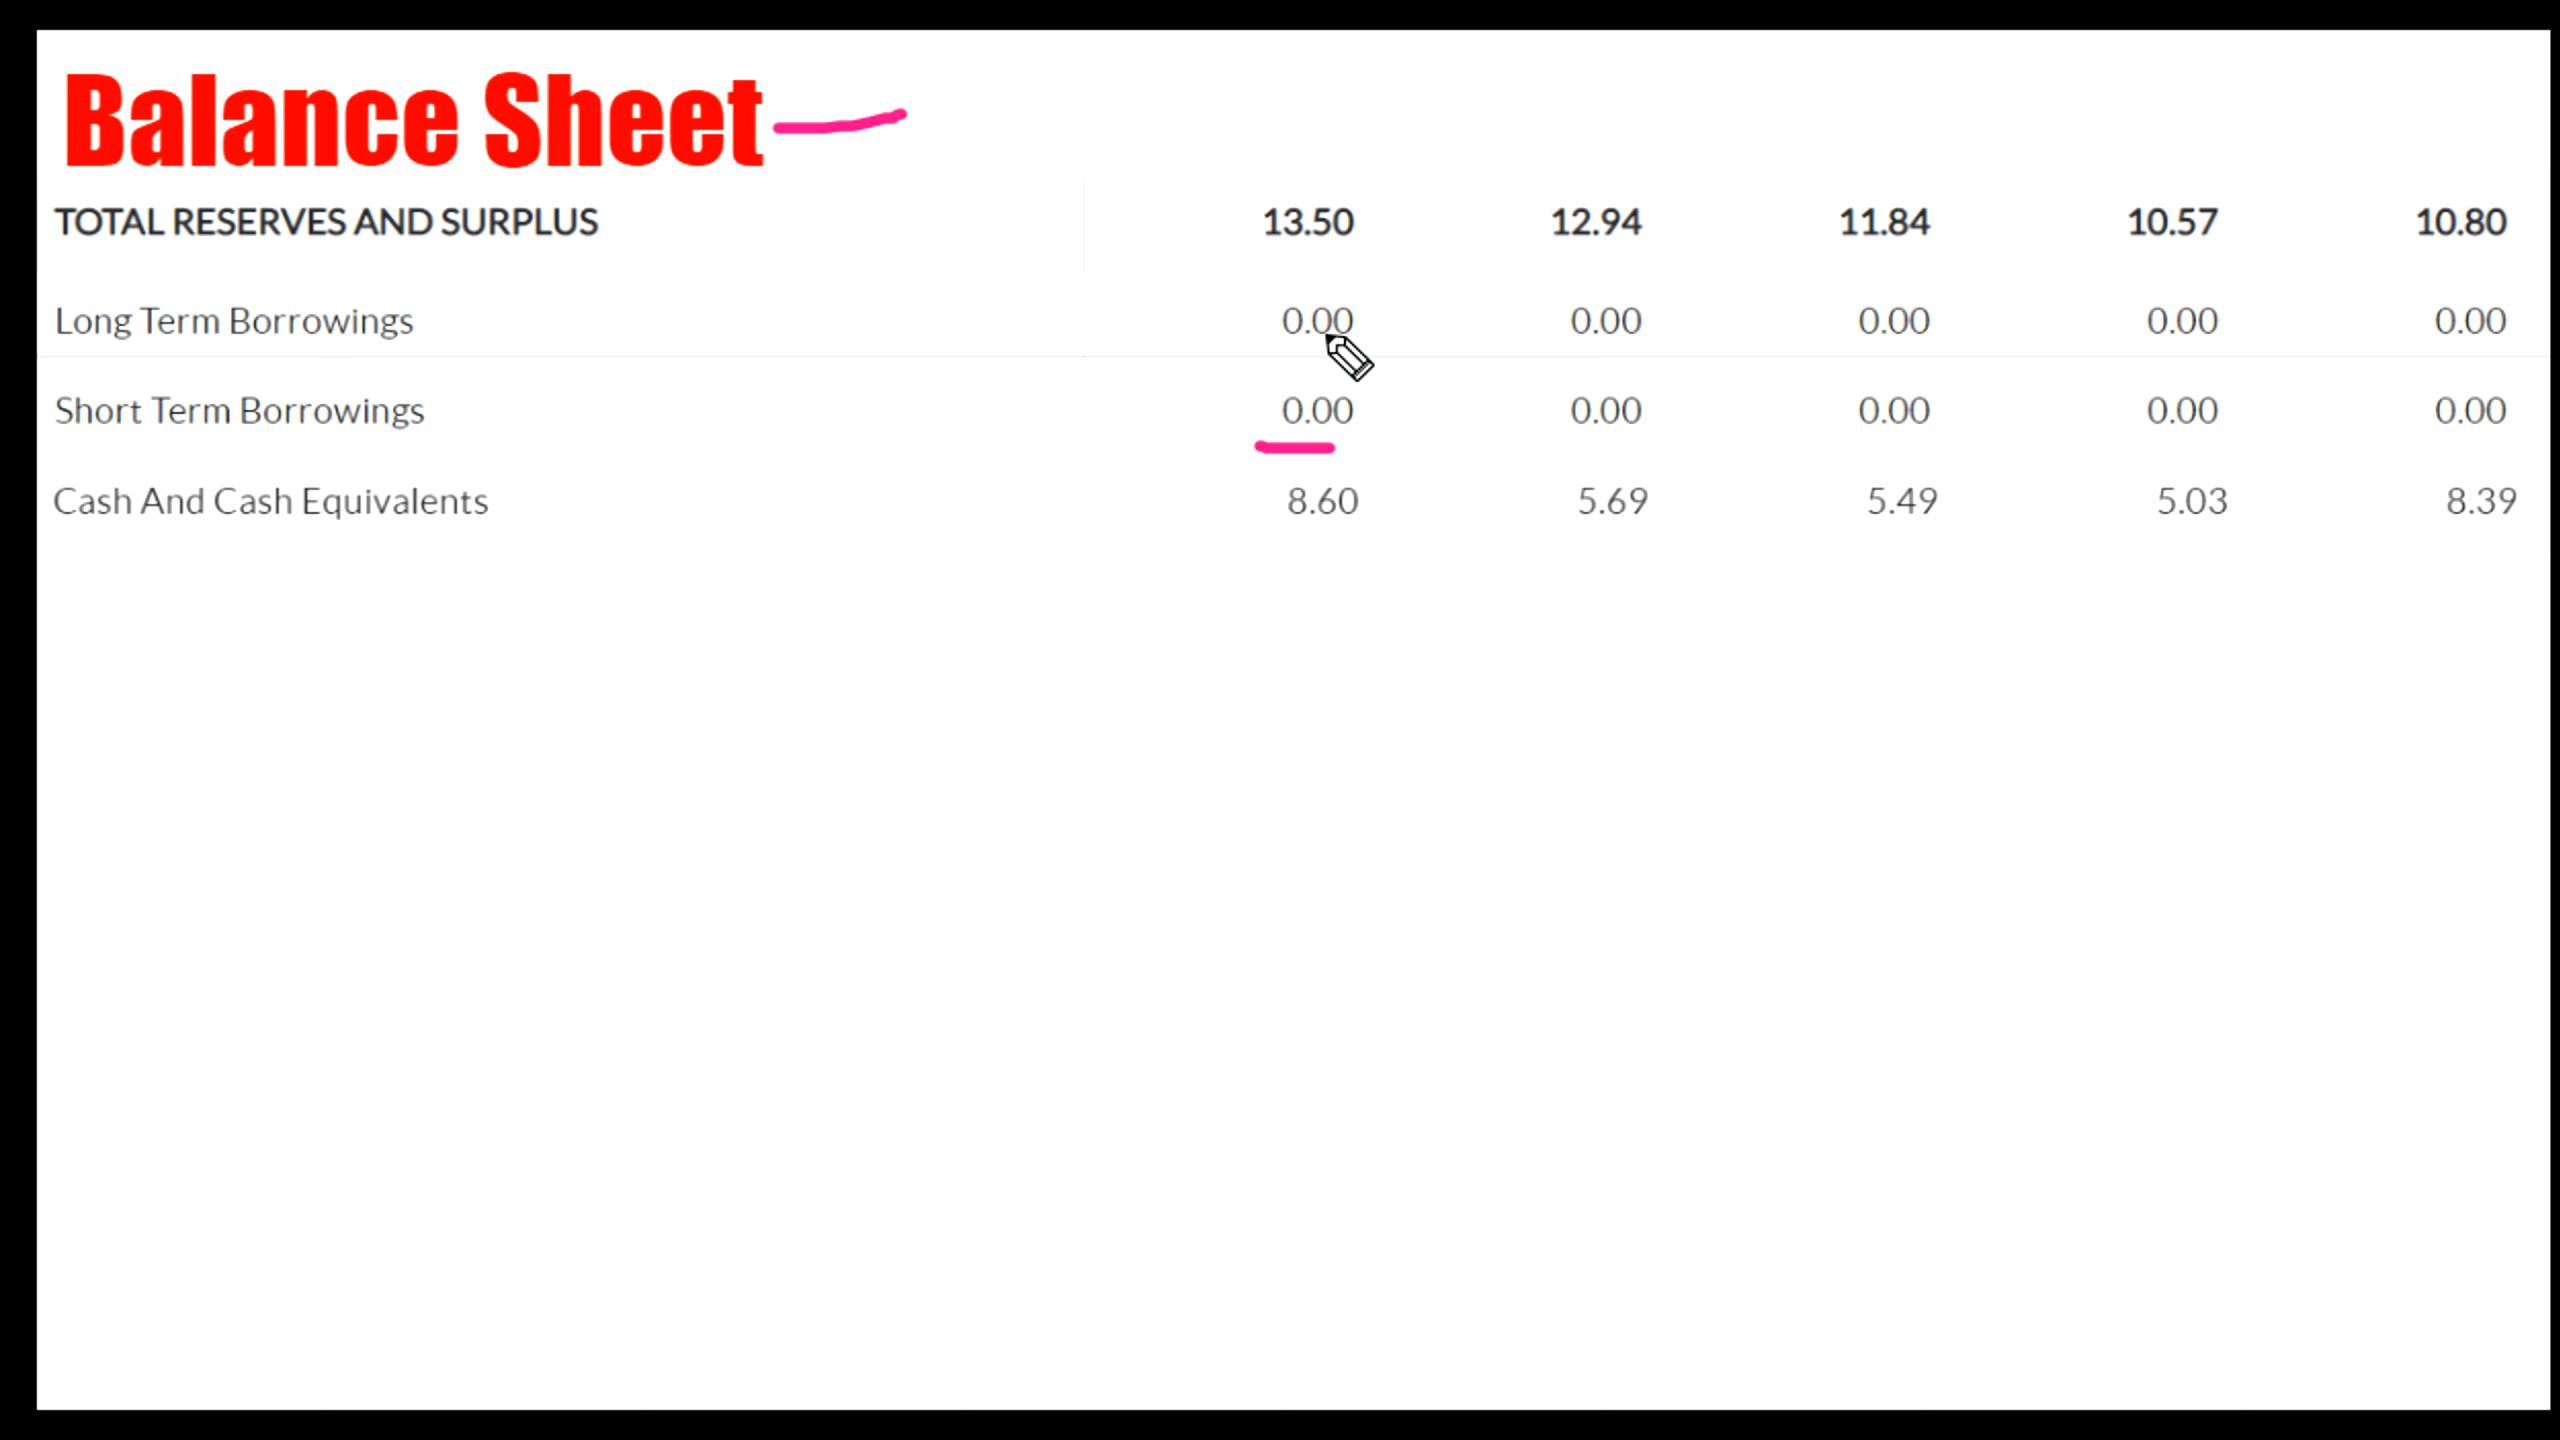 Balance Sheet
TOTAL RESERVES AND SURPLUS 13.50 12.94 11.84 10.57 10.80
Long Term Borrowings 0.00 0.00 0.00 0.00 0.00
Short Term Borrowings 0.00 0.00 0.00 0.00 0.00
Cash And Cash Equivalents 8.60 5.69 5.49 5.03 8.39